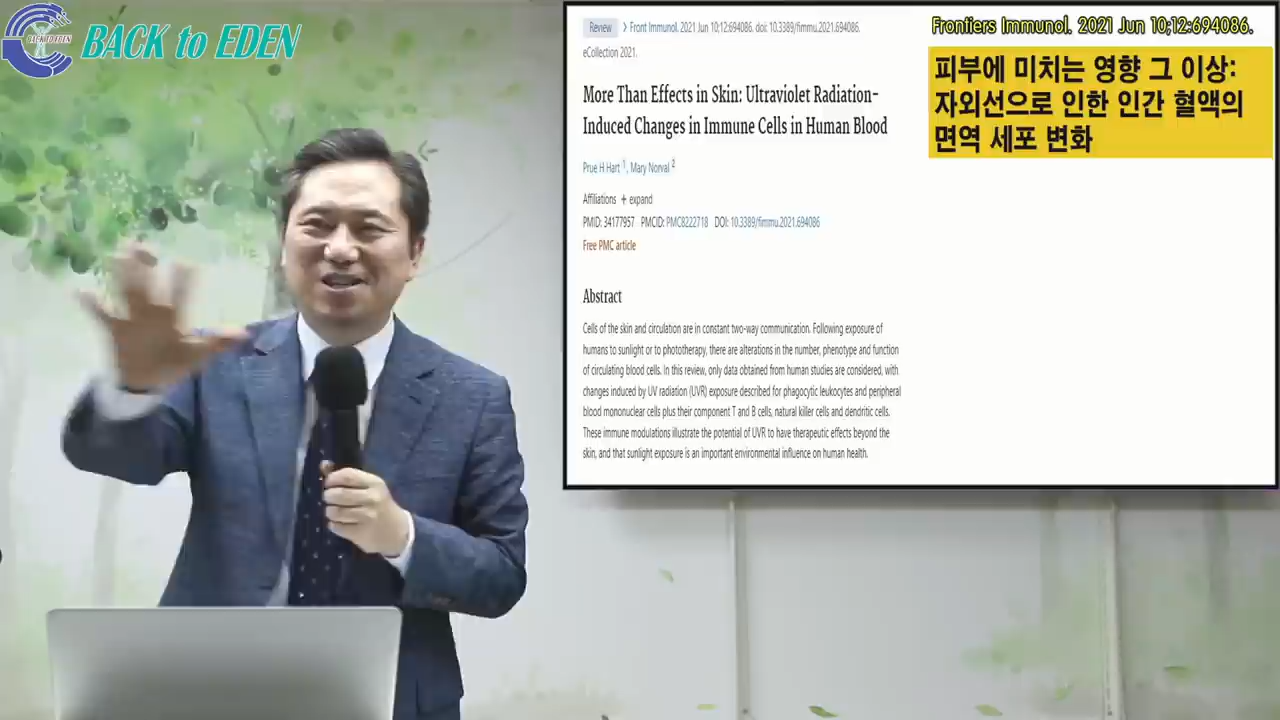 BACK to EDEN
BACK to EDEN
Review > Front Immunol. 2021 Jun 10;12:694086. doi: 10.3389/fimmu.2021.694086.
eCollection 2021.
More Than Effects in Skin: Ultraviolet Radiation-
Induced Changes in Immune Cells in Human Blood
Prue H Hart 1, Mary Norval 2
Affiliations + expand
PMID: 34177957 PMCID: PMC8222718 DOI: 10.3389/fimmu.2021.694086
Free PMC article
Abstract
Cells of the skin and circulation are in constant two-way communication. Following exposure of
humans to sunlight or to phototherapy, there are alterations in the number, phenotype and function
of circulating blood cells. In this review, only data obtained from human studies are considered, with
changes induced by UV radiation (UVR) exposure described for phagocytic leukocytes and peripheral
blood mononuclear cells plus their component T and B cells, natural killer cells and dendritic cells.
These immune modulations illustrate the potential of UVR to have therapeutic effects beyond the
skin, and that sunlight exposure is an important environmental influence on human health.
Frontiers Immunol. 2021 Jun 10;12:694086.
피부에 미치는 영향 그 이상:
자외선으로 인한 인간 혈액의
면역 세포 변화